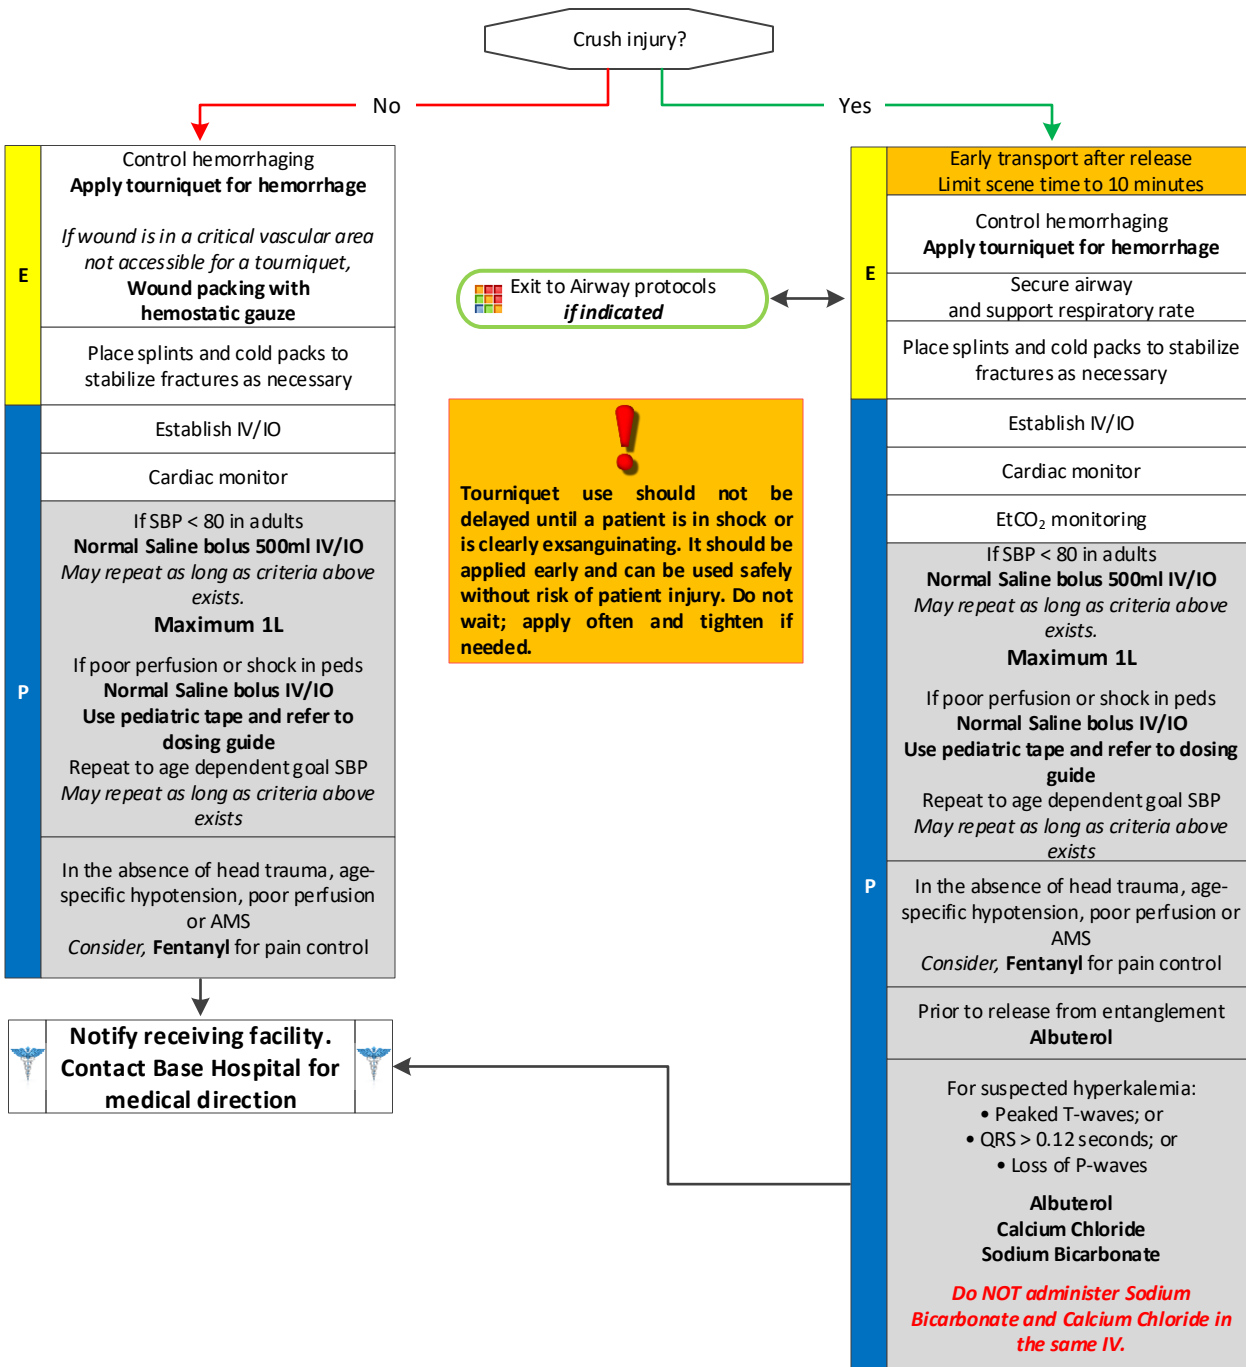 Crush injury?
No
Yes
E
Control hemorrhaging
Apply tourniquet for hemorrhage
If wound is in a critical vascular area
not accessible for a tourniquet,
Wound packing with
hemostatic gauze
Place splints and cold packs to
stabilize fractures as necessary
P
Establish IV/IO
Cardiac monitor
If SBP < 80 in adults
Normal Saline bolus 500ml IV/IO
May repeat as long as criteria above
exists.
Maximum 1L
If poor perfusion or shock in peds
Normal Saline bolus IV/IO
Use pediatric tape and refer to
dosing guide
Repeat to age dependent goal SBP
May repeat as long as criteria above
exists
In the absence of head trauma, age-
specific hypotension, poor perfusion
or AMS
Consider, Fentanyl for pain control
Notify receiving facility.
Contact Base Hospital for
medical direction
Exit to Airway protocols
if indicated
Tourniquet use should not be
delayed until a patient is in shock or
is clearly exsanguinating. It should be
applied early and can be used safely
without risk of patient injury. Do not
wait; apply often and tighten if
needed.
E
Early transport after release
Limit scene time to 10 minutes
Control hemorrhaging
Apply tourniquet for hemorrhage
Secure airway
and support respiratory rate
Place splints and cold packs to stabilize
fractures as necessary
P
Establish IV/IO
Cardiac monitor
EtCO₂ monitoring
If SBP < 80 in adults
Normal Saline bolus 500ml IV/IO
May repeat as long as criteria above
exists.
Maximum 1L
If poor perfusion or shock in peds
Normal Saline bolus IV/IO
Use pediatric tape and refer to dosing
guide
Repeat to age dependent goal SBP
May repeat as long as criteria above
exists
In the absence of head trauma, age-
specific hypotension, poor perfusion or
AMS
Consider, Fentanyl for pain control
Prior to release from entanglement
Albuterol
For suspected hyperkalemia:
• Peaked T-waves; or
• QRS > 0.12 seconds; or
• Loss of P-waves
Albuterol
Calcium Chloride
Sodium Bicarbonate
Do NOT administer Sodium
Bicarbonate and Calcium Chloride in
the same IV.